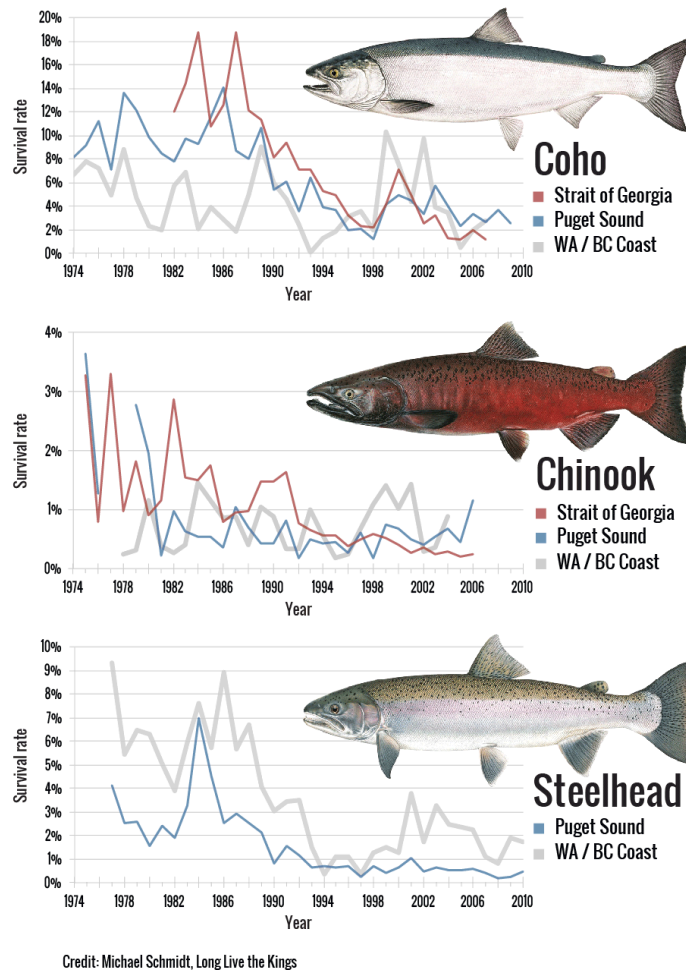 20%
18%
16%
14%
12%
10%
8%
6%
4%
2%
0%
Survival rate
1974 1978 1982 1986 1990 1994 1998 2002 2006 2010
Year
Coho
Strait of Georgia
Puget Sound
WA / BC Coast
4%
3%
2%
1%
0%
Survival rate
1974 1978 1982 1986 1990 1994 1998 2002 2006 2010
Year
Chinook
Strait of Georgia
Puget Sound
WA / BC Coast
10%
9%
8%
7%
6%
5%
4%
3%
2%
1%
0%
Survival rate
1974 1978 1982 1986 1990 1994 1998 2002 2006 2010
Year
Steelhead
Puget Sound
WA / BC Coast
Credit: Michael Schmidt, Long Live the Kings